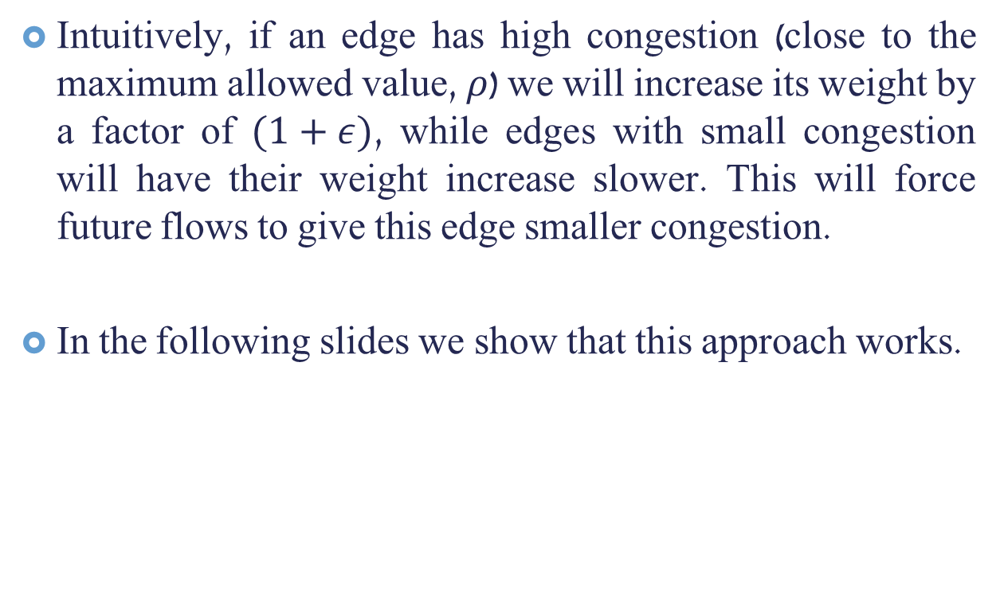 Intuitively, if an edge has high congestion (close to the
maximum allowed value, ρ) we will increase its weight by
a factor of (1 + ϵ), while edges with small congestion
will have their weight increase slower. This will force
future flows to give this edge smaller congestion.
In the following slides we show that this approach works.